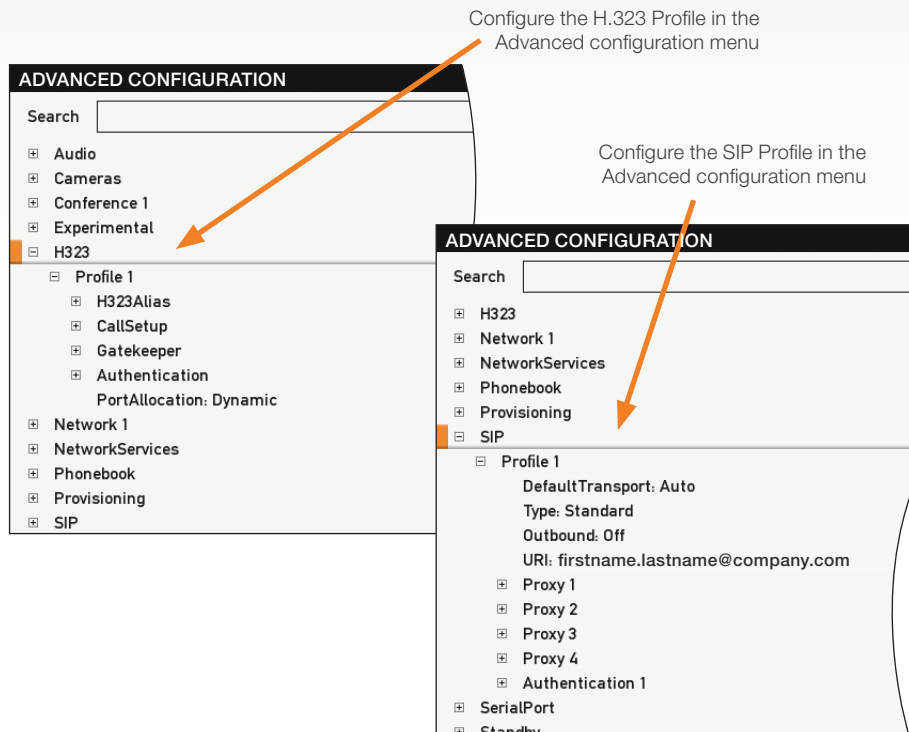 Configure the H.323 Profile in the
Advanced configuration menu
ADVANCED CONFIGURATION
Search
Audio
Cameras
Conference 1
Experimental
H323
Profile 1
H323Alias
CallSetup
Gatekeeper
Authentication
PortAllocation: Dynamic
Network 1
NetworkServices
Phonebook
Provisioning
SIP
Configure the SIP Profile in the
Advanced configuration menu
ADVANCED CONFIGURATION
Search
H323
Network 1
NetworkServices
Phonebook
Provisioning
SIP
Profile 1
DefaultTransport: Auto
Type: Standard
Outbound: Off
URI: firstname.lastname@company.com
Proxy 1
Proxy 2
Proxy 3
Proxy 4
Authentication 1
SerialPort
Standby